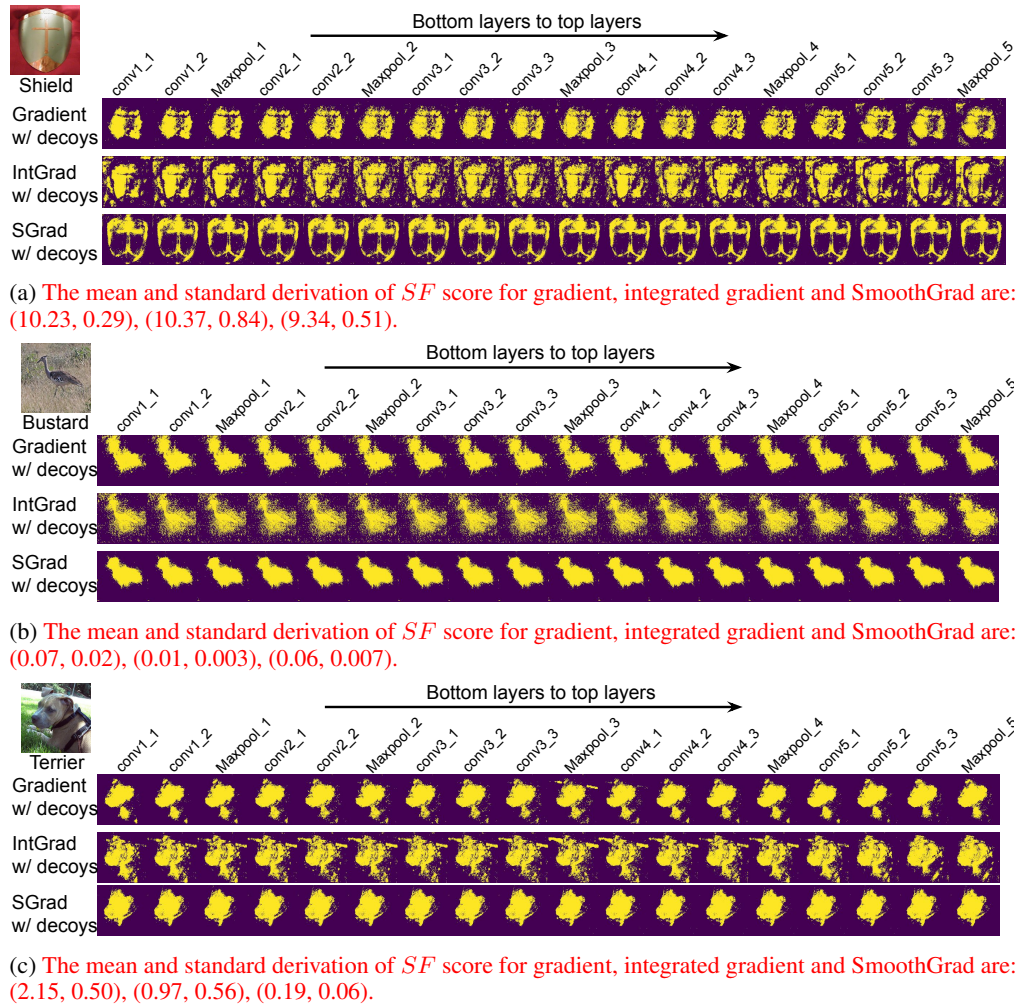 Bottom layers to top layers
conv1_1 conv1_2 Maxpool_1 conv2_1 conv2_2 Maxpool_2 conv3_1 conv3_2 conv3_3 Maxpool_3 conv4_1 conv4_2 conv4_3 Maxpool_4 conv5_1 conv5_2 conv5_3 Maxpool_5
Shield
Gradient
w/ decoys
IntGrad
w/ decoys
SGrad
w/ decoys
(a) The mean and standard derivation of SF score for gradient, integrated gradient and SmoothGrad are:
(10.23, 0.29), (10.37, 0.84), (9.34, 0.51).
Bottom layers to top layers
conv1_1 conv1_2 Maxpool_1 conv2_1 conv2_2 Maxpool_2 conv3_1 conv3_2 conv3_3 Maxpool_3 conv4_1 conv4_2 conv4_3 Maxpool_4 conv5_1 conv5_2 conv5_3 Maxpool_5
Bustard
Gradient
w/ decoys
IntGrad
w/ decoys
SGrad
w/ decoys
(b) The mean and standard derivation of SF score for gradient, integrated gradient and SmoothGrad are:
(0.07, 0.02), (0.01, 0.003), (0.06, 0.007).
Bottom layers to top layers
conv1_1 conv1_2 Maxpool_1 conv2_1 conv2_2 Maxpool_2 conv3_1 conv3_2 conv3_3 Maxpool_3 conv4_1 conv4_2 conv4_3 Maxpool_4 conv5_1 conv5_2 conv5_3 Maxpool_5
Terrier
Gradient
w/ decoys
IntGrad
w/ decoys
SGrad
w/ decoys
(c) The mean and standard derivation of SF score for gradient, integrated gradient and SmoothGrad are:
(2.15, 0.50), (0.97, 0.56), (0.19, 0.06).